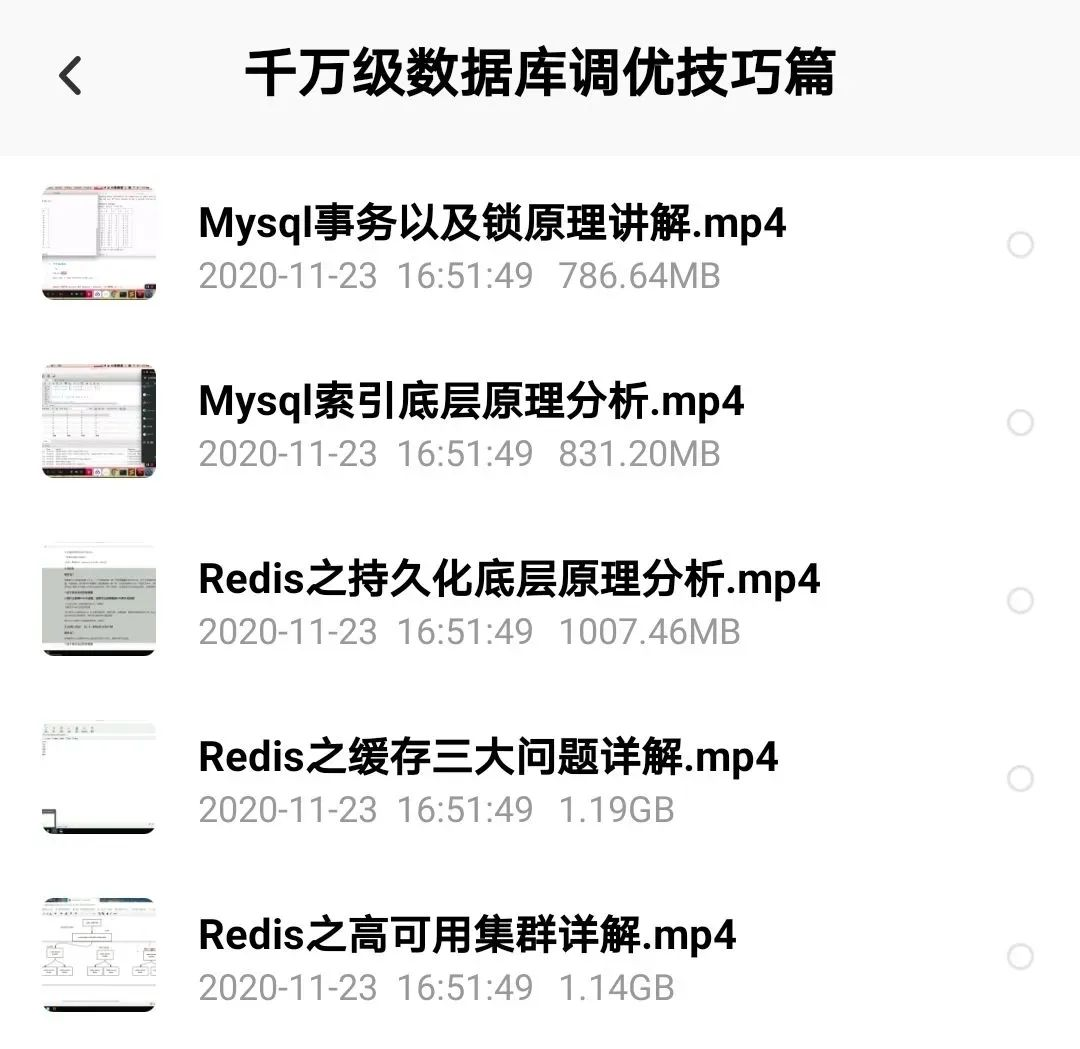 千万级数据库调优技巧篇
Mysql事务以及锁原理讲解.mp4
2020-11-23 16:51:49 786.64MB
Mysql索引底层原理分析.mp4
2020-11-23 16:51:49 831.20MB
Redis之持久化底层原理分析.mp4
2020-11-23 16:51:49 1007.46MB
Redis之缓存三大问题详解.mp4
2020-11-23 16:51:49 1.19GB
Redis之高可用集群详解.mp4
2020-11-23 16:51:49 1.14GB